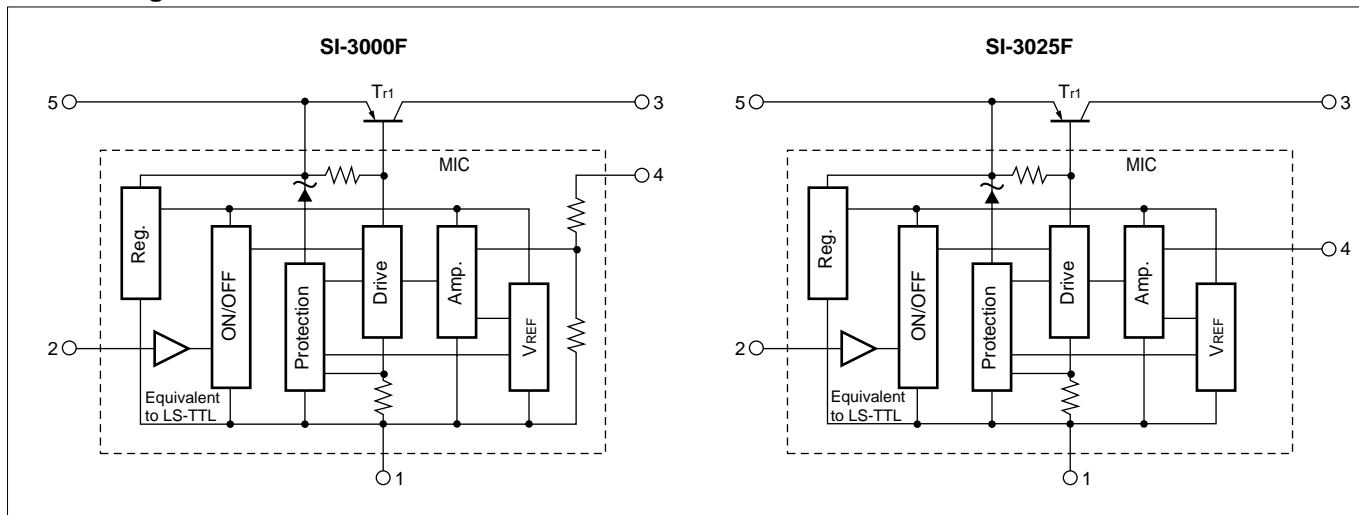 SI-3000F
5
Tr1
3
MIC
4
Reg.
ON/OFF
Protection
Drive
Amp.
VREF
2
Equivalent
to LS-TTL
1
SI-3025F
5
Tr1
3
MIC
Reg.
ON/OFF
Protection
Drive
Amp.
VREF
4
2
Equivalent
to LS-TTL
1